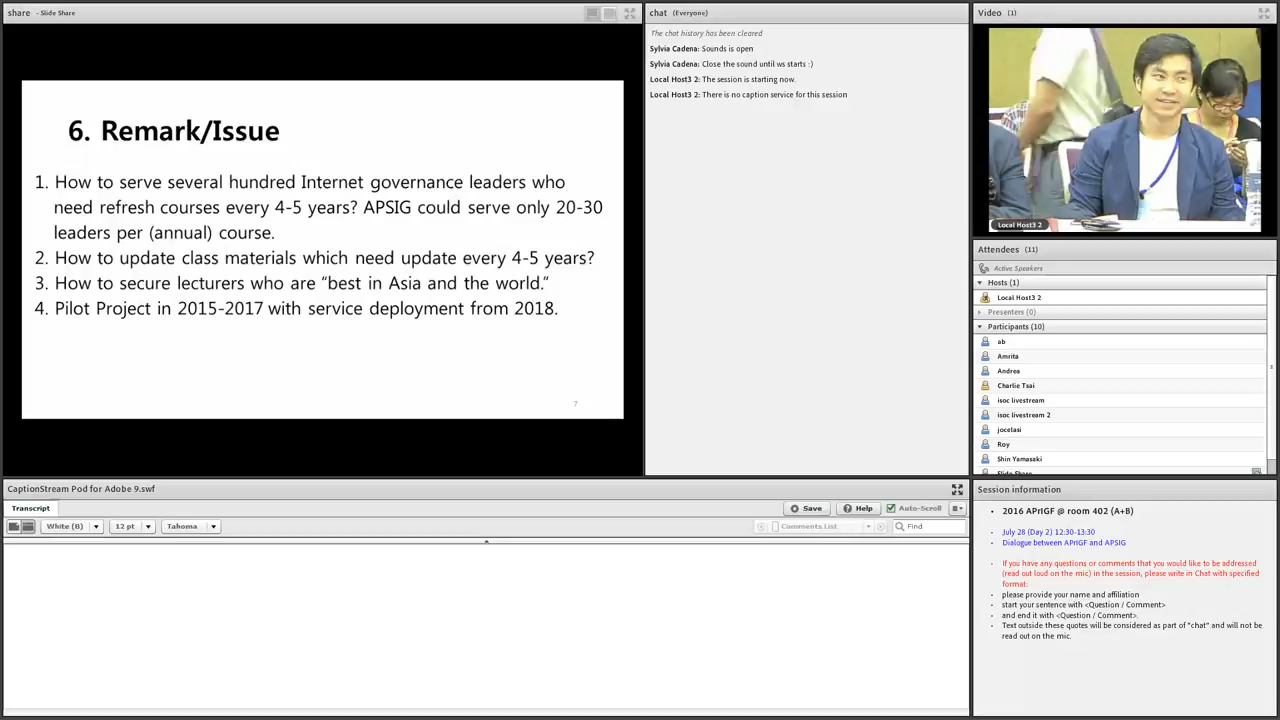 share - Slide Share
6. Remark/Issue
1. How to serve several hundred Internet governance leaders who
need refresh courses every 4-5 years? APSIG could serve only 20-30
leaders per (annual) course.
2. How to update class materials which need update every 4-5 years?
3. How to secure lecturers who are “best in Asia and the world.”
4. Pilot Project in 2015-2017 with service deployment from 2018.
7
chat (Everyone)
The chat history has been cleared
Sylvia Cadena: Sounds is open
Sylvia Cadena: Close the sound until ws starts :)
Local Host3 2: The session is starting now.
Local Host3 2: There is no caption service for this session
Video (1)
Local Host3 2
Attendees (11)
Active Speakers
Hosts (1)
Local Host3 2
Presenters (0)
Participants (10)
ab
Amrita
Andrea
Charlie Tsai
isoc livestream
isoc livestream 2
jocelasi
Roy
Shin Yamasaki
Slide Share
CaptionStream Pod for Adobe 9.swf
Transcript
Save
Help
Auto-Scroll
White (B)
12 pt
Tahoma
Comments List
Find
Session information
• 2016 APrIGF @ room 402 (A+B)
• July 28 (Day 2) 12:30-13:30
• Dialogue between APrIGF and APSIG
• If you have any questions or comments that you would like to be addressed
(read out loud on the mic) in the session, please write in Chat with specified
format:
• please provide your name and affiliation
• start your sentence with <Question / Comment>
• and end it with <Question / Comment>.
• Text outside these quotes will be considered as part of "chat" and will not be
read out on the mic.